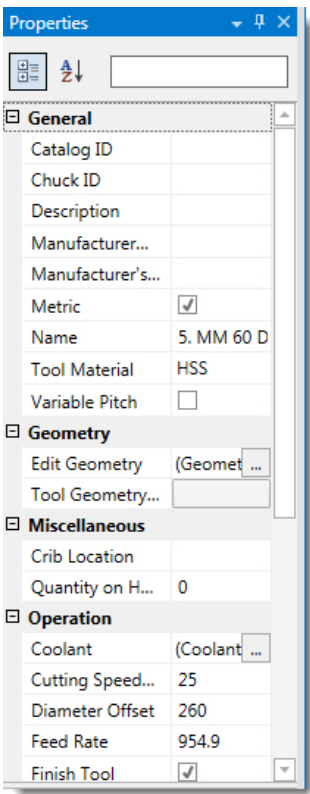 Properties
A
Z
General
Catalog ID
Chuck ID
Description
Manufacturer...
Manufacturer's...
Metric
Name 5. MM 60 D
Tool Material HSS
Variable Pitch
Geometry
Edit Geometry (Geomet ...
Tool Geometry...
Miscellaneous
Crib Location
Quantity on H... 0
Operation
Coolant (Coolant ...
Cutting Speed... 25
Diameter Offset 260
Feed Rate 954.9
Finish Tool